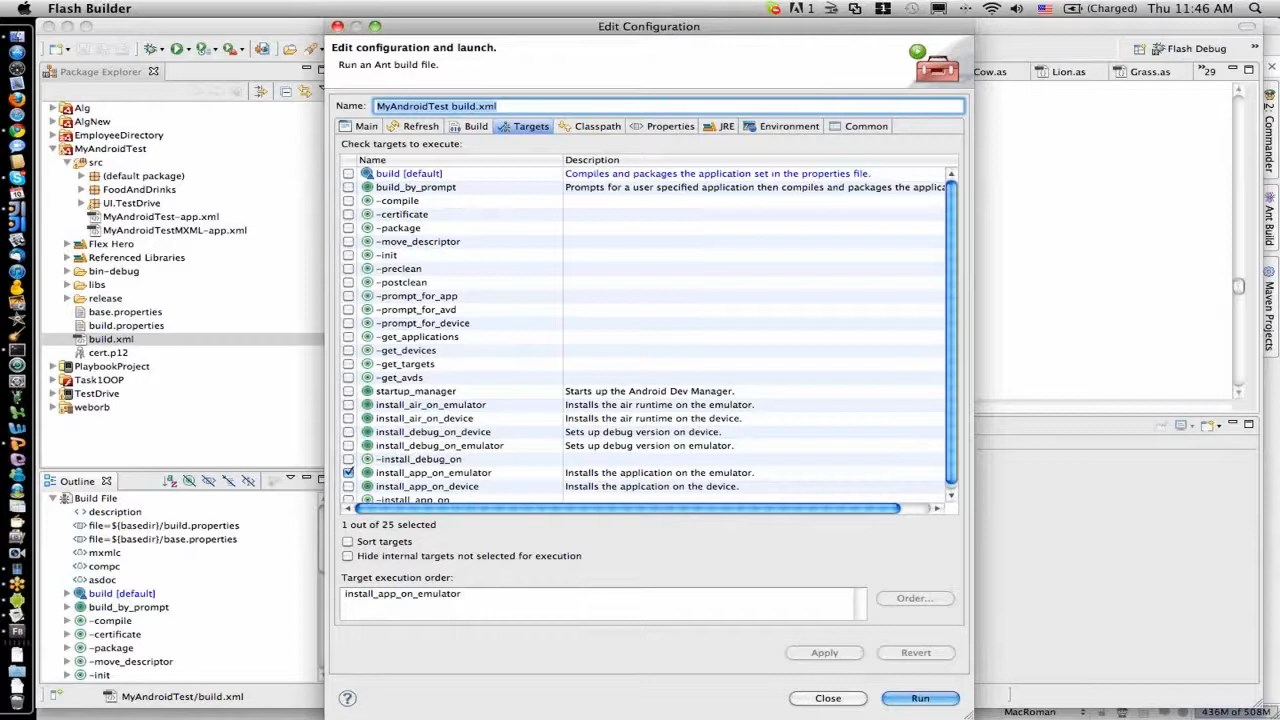 Flash Builder
1
(Charged)
Thu 11:46 AM
Edit Configuration
Edit configuration and launch.
Run an Ant build file.
Flash Debug
Package Explorer
Cow.as
Lion.as
Grass.as
29
Name:
MyAndroidTest build.xml
Main
Refresh
Build
Targets
Classpath
Properties
JRE
Environment
Common
Check targets to execute:
Name
Description
build [default]
Compiles and packages the application set in the properties file.
build_by_prompt
Prompts for a user specified application then compiles and packages the applica
-compile
-certificate
-package
-move_descriptor
-init
-preclean
-postclean
-prompt_for_app
-prompt_for_avd
-prompt_for_device
-get_applications
-get_devices
-get_targets
-get_avds
startup_manager
Starts up the Android Dev Manager.
install_air_on_emulator
Installs the air runtime on the emulator.
install_air_on_device
Installs the air runtime on the device.
install_debug_on_device
Sets up debug version on device.
install_debug_on_emulator
Sets up debug version on emulator.
-install_debug_on
install_app_on_emulator
Installs the application on the emulator.
install_app_on_device
Installs the application on the device.
-install_app_on
1 out of 25 selected
Sort targets
Hide internal targets not selected for execution
Target execution order:
install_app_on_emulator
Order...
Apply
Revert
Close
Run
Alg
AlgNew
EmployeeDirectory
MyAndroidTest
src
(default package)
FoodAndDrinks
UI.TestDrive
MyAndroidTest-app.xml
MyAndroidTestMXML-app.xml
Flex Hero
Referenced Libraries
bin-debug
libs
release
base.properties
build.properties
build.xml
cert.p12
PlaybookProject
Task1OOP
TestDrive
weborb
Outline
Build File
description
file=${basedir}/build.properties
file=${basedir}/base.properties
mxmlc
compc
asdoc
build [default]
build_by_prompt
-compile
-certificate
-package
-move_descriptor
-init
MyAndroidTest/build.xml
2 Commander
Ant Build
Maven Projects
MacRoman
436M of 508M